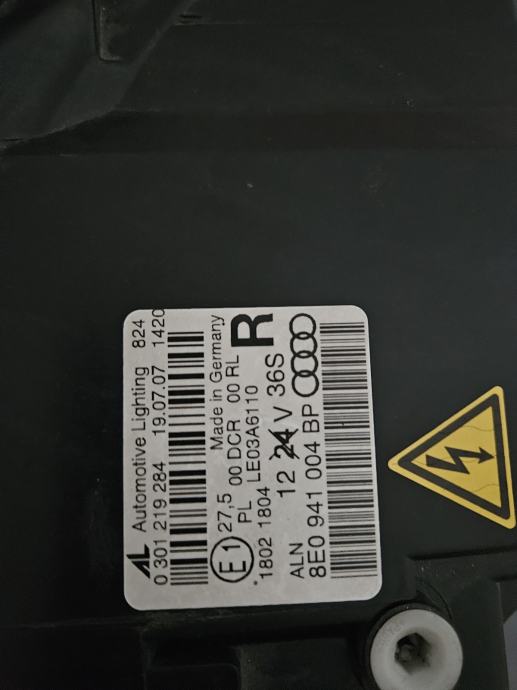 AL Automotive Lighting 824
0 301 219 284 19.07.07 1420
Made in Germany
E1 27,5 00 DCR 00 RL
PL
*1802 1804 LE03A6110
R
12 24 V 36S
ALN
8E0 941 004 BP